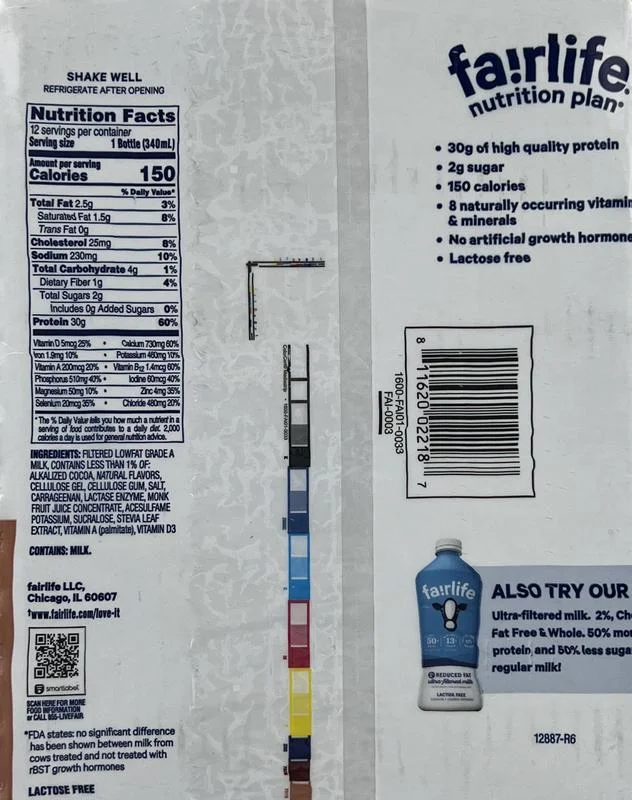 SHAKE WELL
REFRIGERATE AFTER OPENING
Nutrition Facts
12 servings per container
Serving size 1 Bottle (340mL)
Amount per serving
Calories 150
% Daily Value*
Total Fat 2.5g 3%
Saturated Fat 1.5g 8%
Trans Fat 0g
Cholesterol 25mg 8%
Sodium 230mg 10%
Total Carbohydrate 4g 1%
Dietary Fiber 1g 4%
Total Sugars 2g
Includes 0g Added Sugars 0%
Protein 30g 60%
Vitamin D 5mcg 25% • Calcium 730mg 60%
Iron 1.9mg 10% • Potassium 460mg 10%
Vitamin A 200mcg 20% • Vitamin B12 1.4mcg 60%
Phosphorus 510mg 40% • Iodine 60mcg 40%
Magnesium 50mg 10% • Zinc 4mg 35%
Selenium 20mcg 35% • Chloride 480mg 20%
*The % Daily Value tells you how much a nutrient in a
serving of food contributes to a daily diet. 2,000
calories a day is used for general nutrition advice.
INGREDIENTS: FILTERED LOWFAT GRADE A
MILK, CONTAINS LESS THAN 1% OF:
ALKALIZED COCOA, NATURAL FLAVORS,
CELLULOSE GEL, CELLULOSE GUM, SALT,
CARRAGEENAN, LACTASE ENZYME, MONK
FRUIT JUICE CONCENTRATE, ACESULFAME
POTASSIUM, SUCRALOSE, STEVIA LEAF
EXTRACT, VITAMIN A (palmitate), VITAMIN D3
CONTAINS: MILK.
fairlife LLC,
Chicago, IL 60607
†www.fairlife.com/love-it
smartlabel
SCAN HERE FOR MORE
FOOD INFORMATION
or CALL 855-LIVEFAIR
*FDA states: no significant difference
has been shown between milk from
cows treated and not treated with
rBST growth hormones
LACTOSE FREE
fa!rlife.
nutrition plan
• 30g of high quality protein
• 2g sugar
• 150 calories
• 8 naturally occurring vitamin
& minerals
• No artificial growth hormone
• Lactose free
8 11620 02218 7
1600-FAI01-0033
FAI-0003
fa!rlife
50% 13g
REDUCED FAT
ultra-filtered milk
LACTOSE FREE
ALSO TRY OUR
Ultra-filtered milk. 2%, Ch
Fat Free & Whole. 50% mo
protein, and 50% less suga
regular milk!
12887-R6